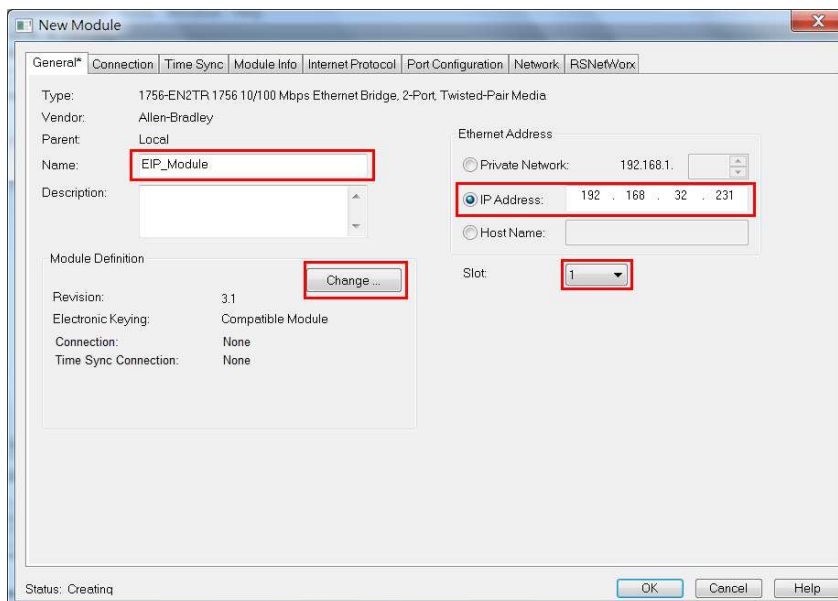 New Module
General* Connection Time Sync Module Info Internet Protocol Port Configuration Network RSNetWorx
Type: 1756-EN2TR 1756 10/100 Mbps Ethernet Bridge, 2-Port, Twisted-Pair Media
Vendor: Allen-Bradley
Parent: Local
Name: EIP_Module
Description:
Ethernet Address
Private Network: 192.168.1.
IP Address: 192 . 168 . 32 . 231
Host Name:
Slot: 1
Module Definition
Change ...
Revision: 3.1
Electronic Keying: Compatible Module
Connection: None
Time Sync Connection: None
Status: Creating
OK Cancel Help